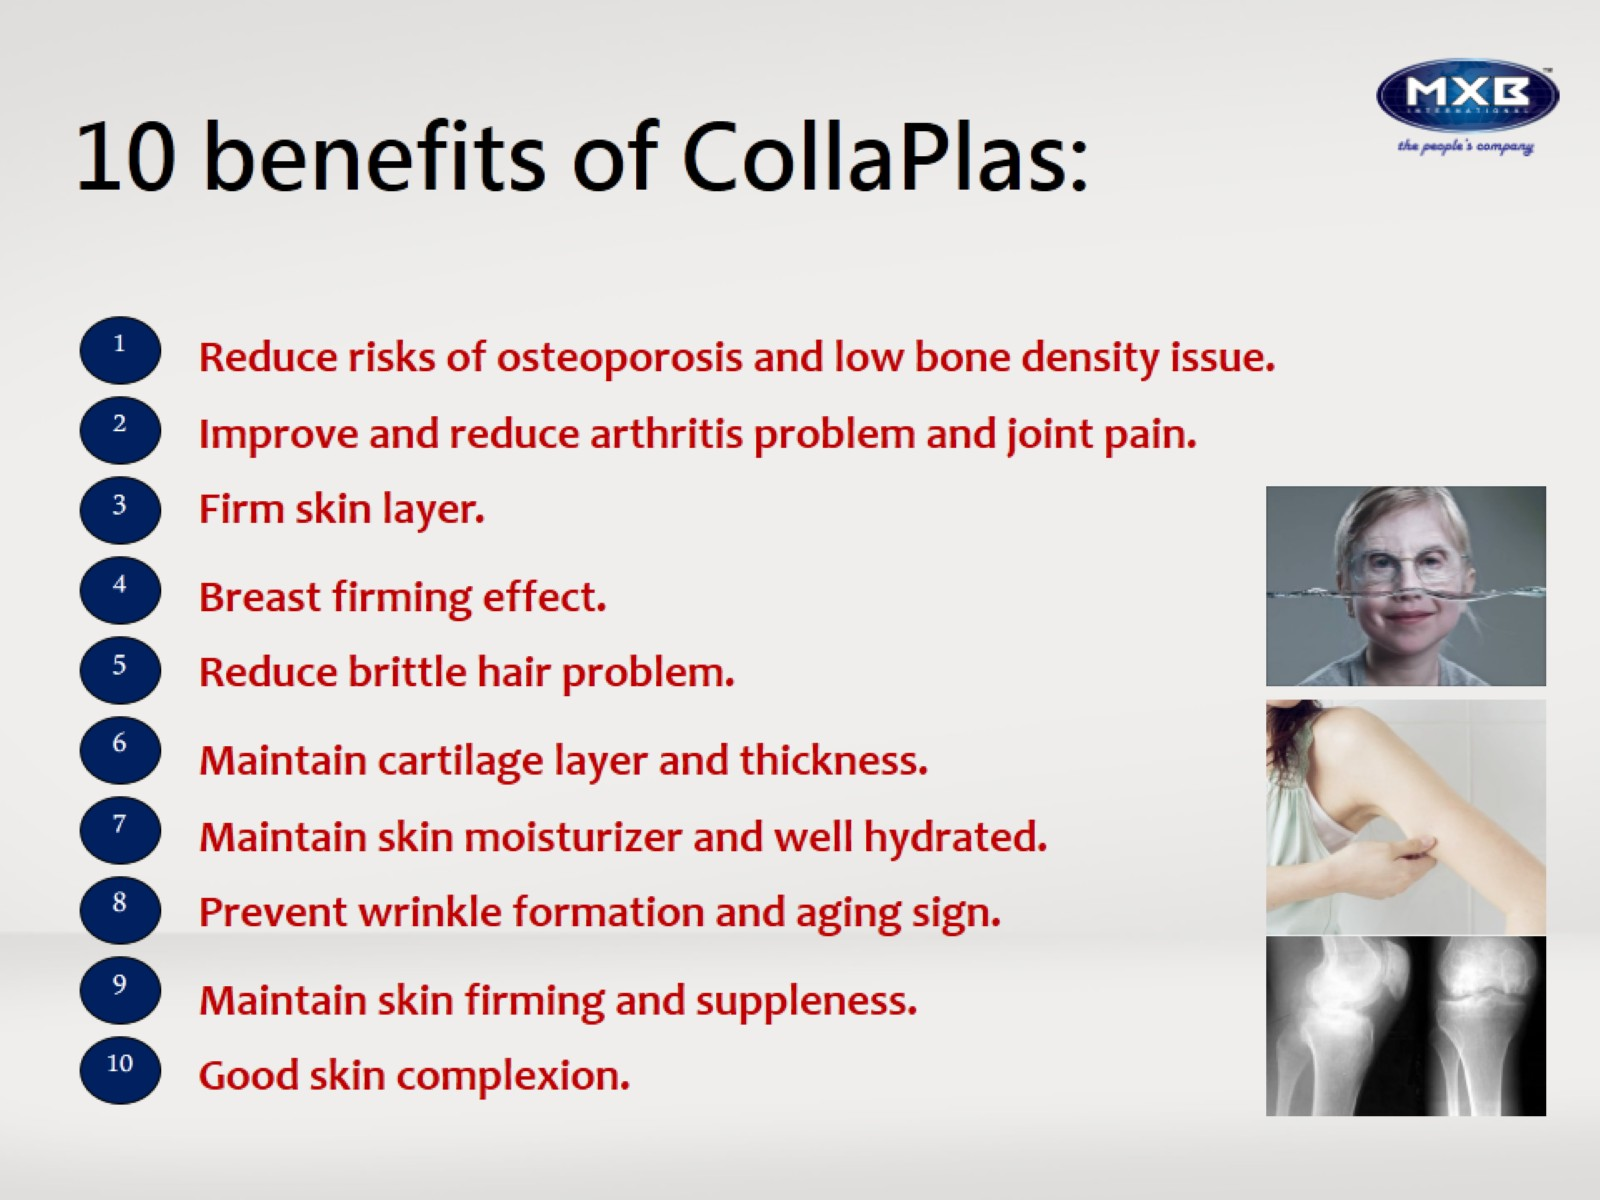 MXB
INTERNATIONAL
TM
the people's company
10 benefits of CollaPlas:
1 Reduce risks of osteoporosis and low bone density issue.
2 Improve and reduce arthritis problem and joint pain.
3 Firm skin layer.
4 Breast firming effect.
5 Reduce brittle hair problem.
6 Maintain cartilage layer and thickness.
7 Maintain skin moisturizer and well hydrated.
8 Prevent wrinkle formation and aging sign.
9 Maintain skin firming and suppleness.
10 Good skin complexion.